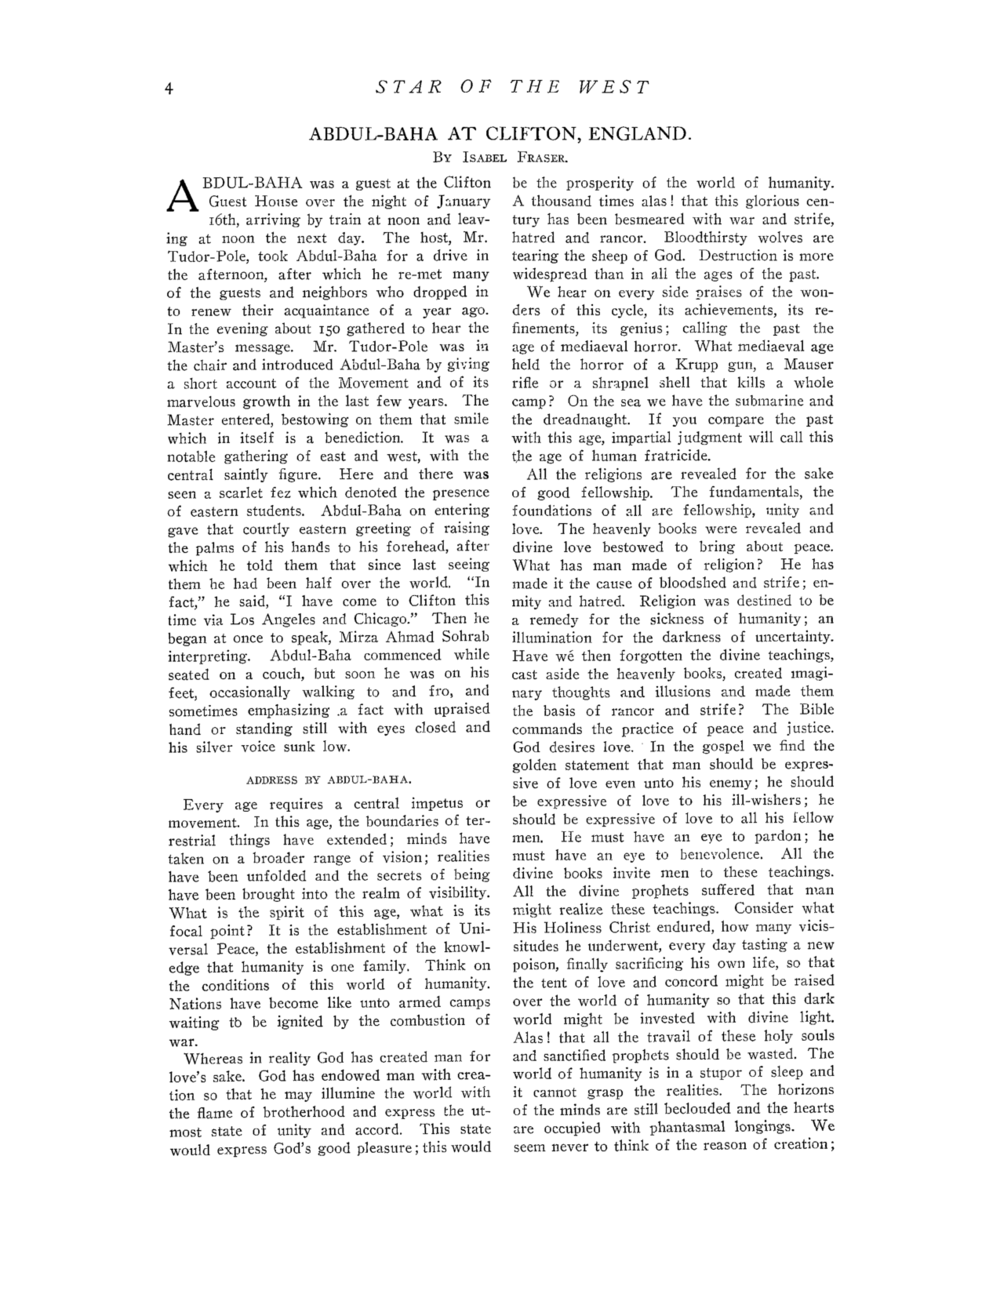 4
STAR OF THE WEST
ABDUL-BAHA AT CLIFTON, ENGLAND.
By Isabel Fraser.
ABDUL-BAHA was a guest at the Clifton
Guest House over the night of January
16th, arriving by train at noon and leav-
ing at noon the next day. The host, Mr.
Tudor-Pole, took Abdul-Baha for a drive in
the afternoon, after which he re-met many
of the guests and neighbors who dropped in
to renew their acquaintance of a year ago.
In the evening about 150 gathered to hear the
Master's message. Mr. Tudor-Pole was in
the chair and introduced Abdul-Baha by giving
a short account of the Movement and of its
marvelous growth in the last few years. The
Master entered, bestowing on them that smile
which in itself is a benediction. It was a
notable gathering of east and west, with the
central saintly figure. Here and there was
seen a scarlet fez which denoted the presence
of eastern students. Abdul-Baha on entering
gave that courtly eastern greeting of raising
the palms of his hands to his forehead, after
which he told them that since last seeing
them he had been half over the world. "In
fact," he said, "I have come to Clifton this
time via Los Angeles and Chicago." Then he
began at once to speak, Mirza Ahmad Sohrab
interpreting. Abdul-Baha commenced while
seated on a couch, but soon he was on his
feet, occasionally walking to and fro, and
sometimes emphasizing .a fact with upraised
hand or standing still with eyes closed and
his silver voice sunk low.
ADDRESS BY ABDUL-BAHA.
Every age requires a central impetus or
movement. In this age, the boundaries of ter-
restrial things have extended; minds have
taken on a broader range of vision; realities
have been unfolded and the secrets of being
have been brought into the realm of visibility.
What is the spirit of this age, what is its
focal point? It is the establishment of Uni-
versal Peace, the establishment of the knowl-
edge that humanity is one family. Think on
the conditions of this world of humanity.
Nations have become like unto armed camps
waiting tb be ignited by the combustion of
war.
Whereas in reality God has created man for
love's sake. God has endowed man with crea-
tion so that he may illumine the world with
the flame of brotherhood and express the ut-
most state of unity and accord. This state
would express God's good pleasure; this would
be the prosperity of the world of humanity.
A thousand times alas! that this glorious cen-
tury has been besmeared with war and strife,
hatred and rancor. Bloodthirsty wolves are
tearing the sheep of God. Destruction is more
widespread than in all the ages of the past.
We hear on every side praises of the won-
ders of this cycle, its achievements, its re-
finements, its genius; calling the past the
age of mediaeval horror. What mediaeval age
held the horror of a Krupp gun, a Mauser
rifle or a shrapnel shell that kills a whole
camp? On the sea we have the submarine and
the dreadnaught. If you compare the past
with this age, impartial judgment will call this
the age of human fratricide.
All the religions are revealed for the sake
of good fellowship. The fundamentals, the
foundations of all are fellowship, unity and
love. The heavenly books were revealed and
divine love bestowed to bring about peace.
What has man made of religion? He has
made it the cause of bloodshed and strife; en-
mity and hatred. Religion was destined to be
a remedy for the sickness of humanity; an
illumination for the darkness of uncertainty.
Have wé then forgotten the divine teachings,
cast aside the heavenly books, created imagi-
nary thoughts and illusions and made them
the basis of rancor and strife? The Bible
commands the practice of peace and justice.
God desires love. In the gospel we find the
golden statement that man should be expres-
sive of love even unto his enemy; he should
be expressive of love to his ill-wishers; he
should be expressive of love to all his fellow
men. He must have an eye to pardon; he
must have an eye to benevolence. All the
divine books invite men to these teachings.
All the divine prophets suffered that man
might realize these teachings. Consider what
His Holiness Christ endured, how many vicis-
situdes he underwent, every day tasting a new
poison, finally sacrificing his own life, so that
the tent of love and concord might be raised
over the world of humanity so that this dark
world might be invested with divine light.
Alas! that all the travail of these holy souls
and sanctified prophets should be wasted. The
world of humanity is in a stupor of sleep and
it cannot grasp the realities. The horizons
of the minds are still beclouded and the hearts
are occupied with phantasmal longings. We
seem never to think of the reason of creation;